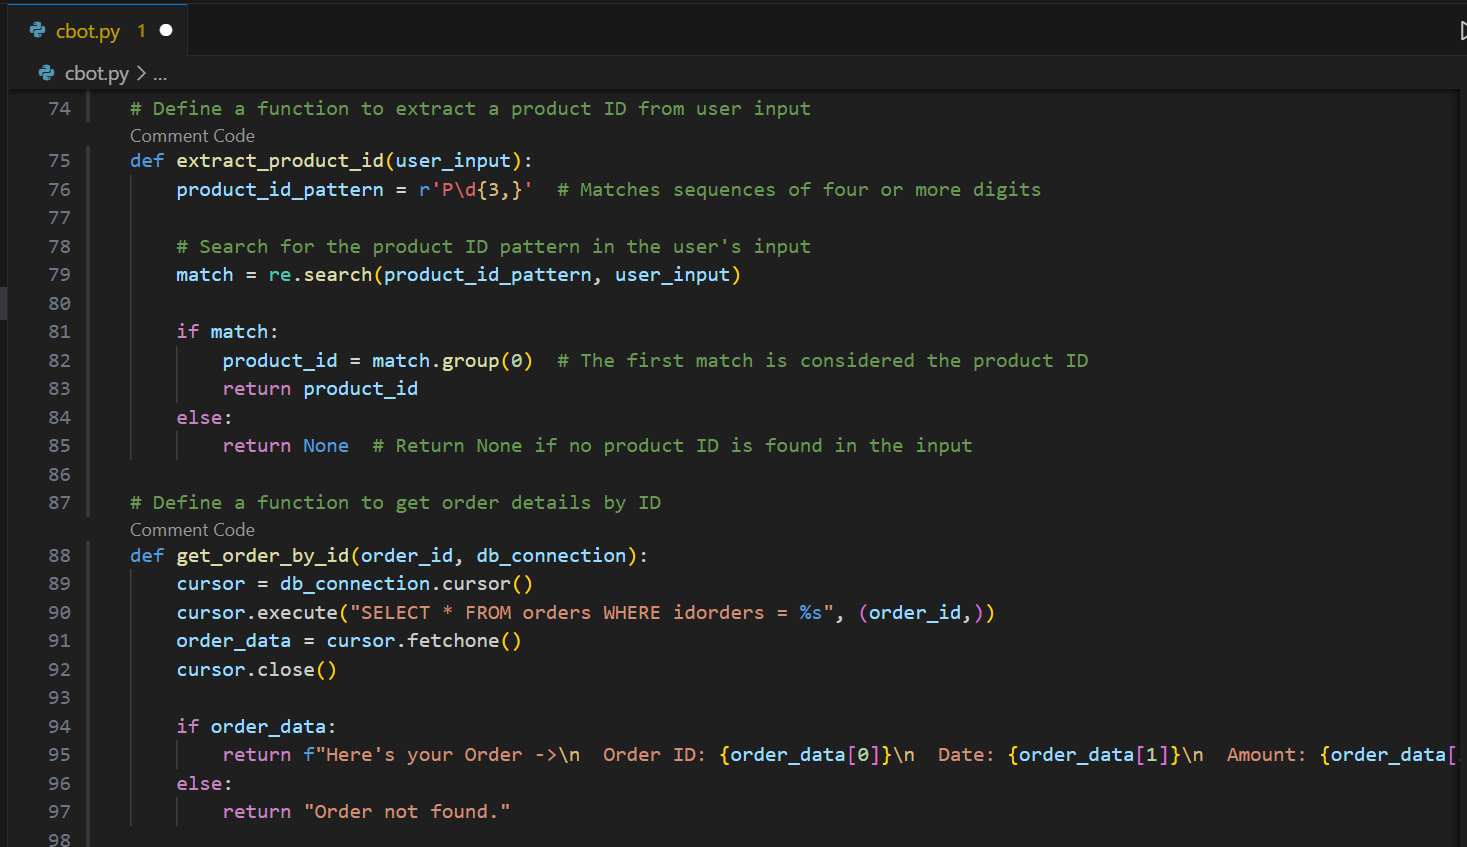 cbot.py 1
cbot.py > ...
74 # Define a function to extract a product ID from user input
Comment Code
75 def extract_product_id(user_input):
76     product_id_pattern = r'P\d{3,}'  # Matches sequences of four or more digits
77
78     # Search for the product ID pattern in the user's input
79     match = re.search(product_id_pattern, user_input)
80
81     if match:
82         product_id = match.group(0)  # The first match is considered the product ID
83         return product_id
84     else:
85         return None  # Return None if no product ID is found in the input
86
87 # Define a function to get order details by ID
Comment Code
88 def get_order_by_id(order_id, db_connection):
89     cursor = db_connection.cursor()
90     cursor.execute("SELECT * FROM orders WHERE idorders = %s", (order_id,))
91     order_data = cursor.fetchone()
92     cursor.close()
93
94     if order_data:
95         return f"Here's your Order ->\n  Order ID: {order_data[0]}\n  Date: {order_data[1]}\n  Amount: {order_data[
96     else:
97         return "Order not found."
98